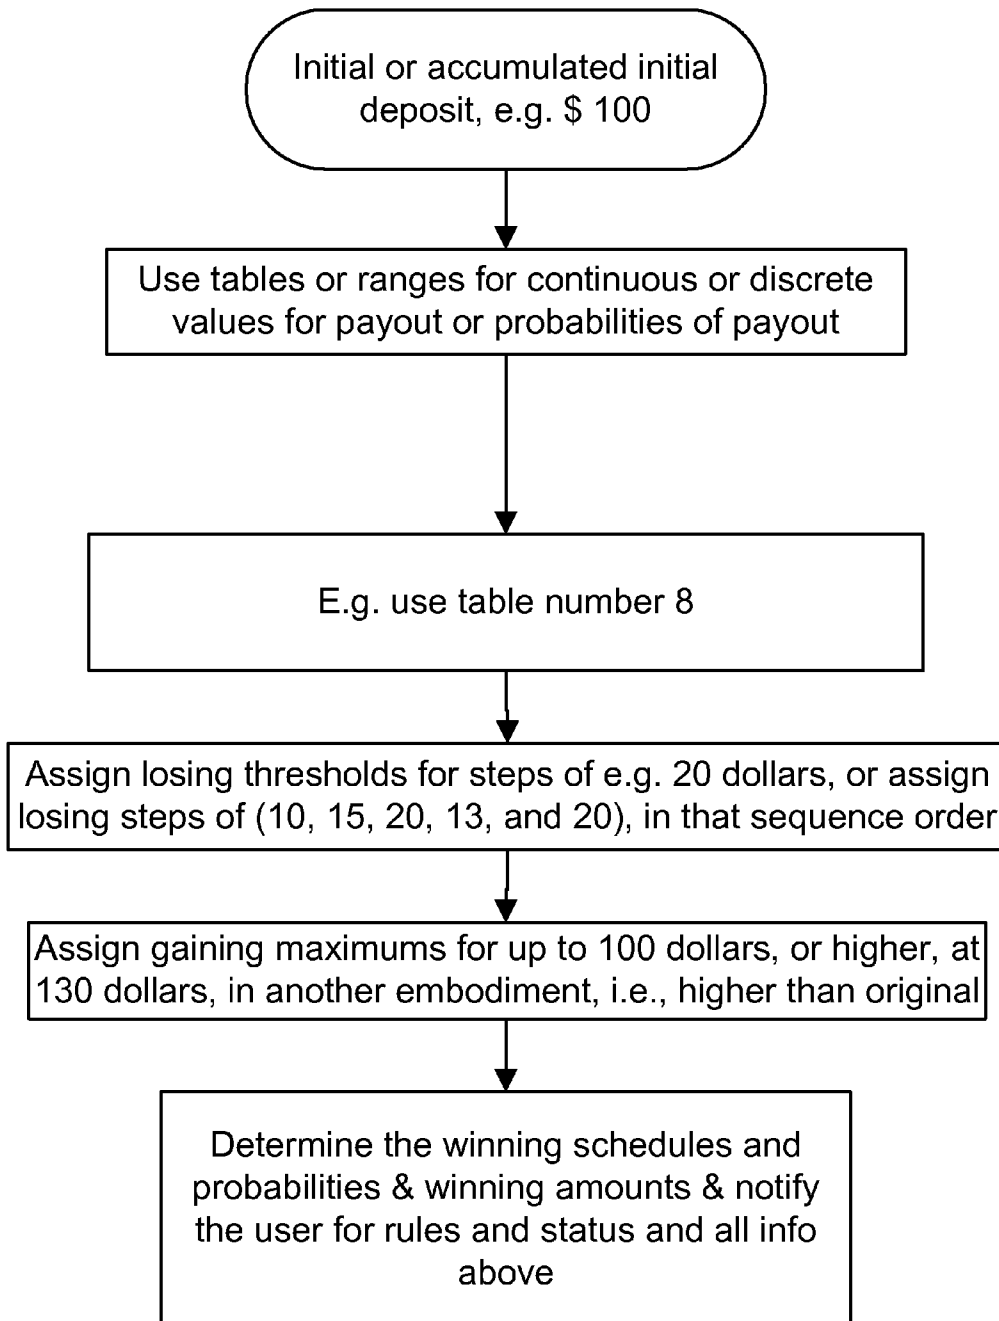 Initial or accumulated initial
deposit, e.g. $ 100
Use tables or ranges for continuous or discrete
values for payout or probabilities of payout
E.g. use table number 8
Assign losing thresholds for steps of e.g. 20 dollars, or assign
losing steps of (10, 15, 20, 13, and 20), in that sequence order
Assign gaining maximums for up to 100 dollars, or higher, at
130 dollars, in another embodiment, i.e., higher than original
Determine the winning schedules and
probabilities & winning amounts & notify
the user for rules and status and all info
above